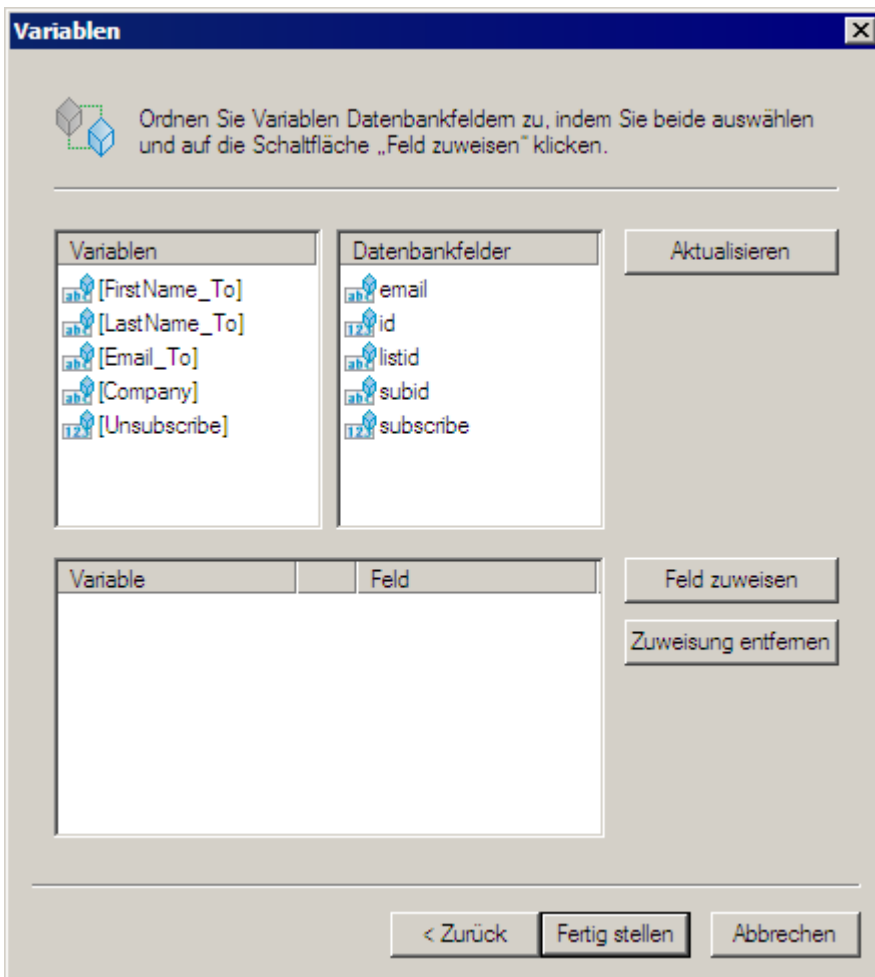 Variablen
Ordnen Sie Variablen Datenbankfeldern zu, indem Sie beide auswählen
und auf die Schaltfläche „Feld zuweisen“ klicken.
Variablen
[FirstName_To]
[LastName_To]
[Email_To]
[Company]
[Unsubscribe]
Datenbankfelder
email
id
listid
subid
subscribe
Aktualisieren
Variable
Feld
Feld zuweisen
Zuweisung entfernen
< Zurück
Fertig stellen
Abbrechen